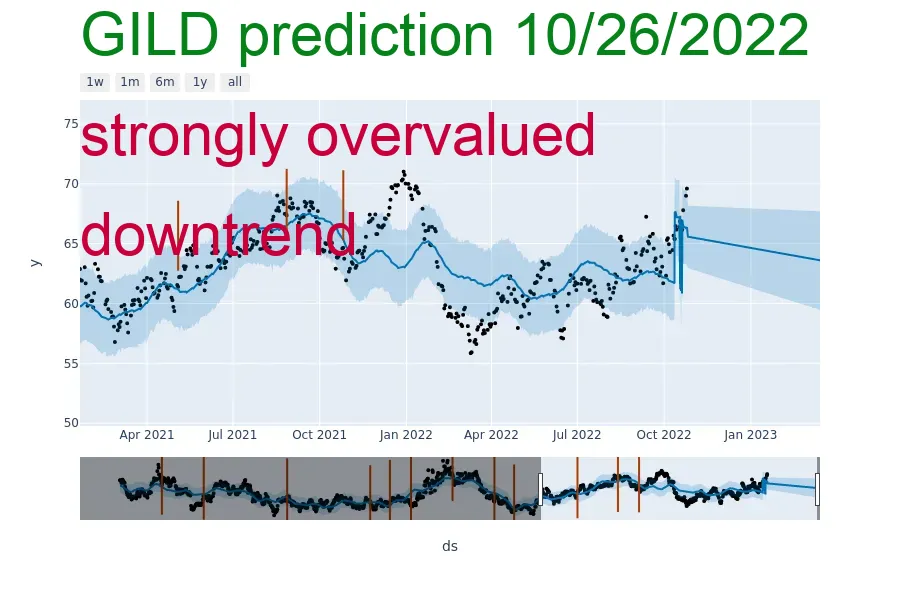 GILD prediction 10/26/2022
1w 1m 6m 1y all
strongly overvalued
downtrend
75
70
65
60
55
50
y
Apr 2021 Jul 2021 Oct 2021 Jan 2022 Apr 2022 Jul 2022 Oct 2022 Jan 2023
ds